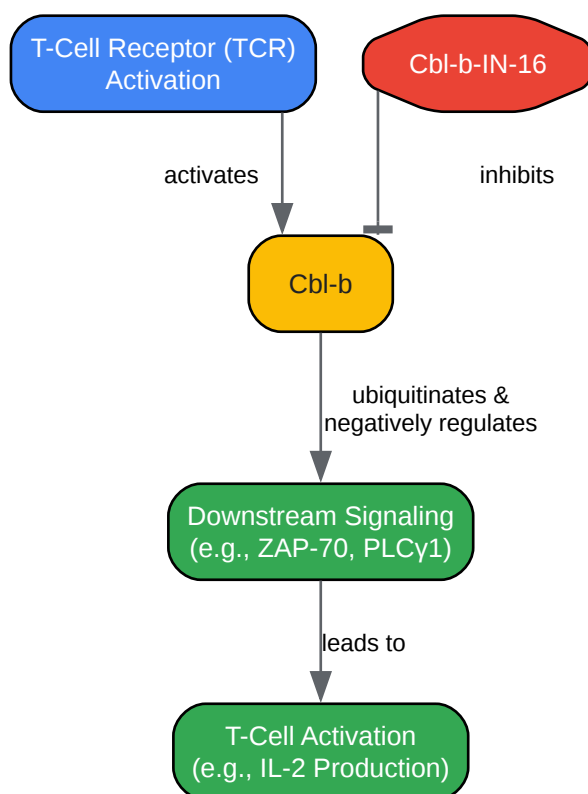 T-Cell Receptor (TCR)
Activation
Cbl-b-IN-16
activates
inhibits
Cbl-b
ubiquitinates &
negatively regulates
Downstream Signaling
(e.g., ZAP-70, PLCγ1)
leads to
T-Cell Activation
(e.g., IL-2 Production)